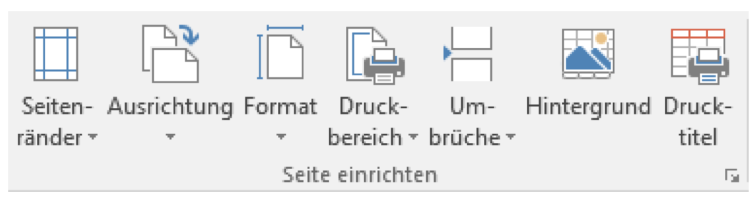 Seiten- Ausrichtung Format Druck- Um- Hintergrund Druck-
ränder bereich brüche titel
Seite einrichten